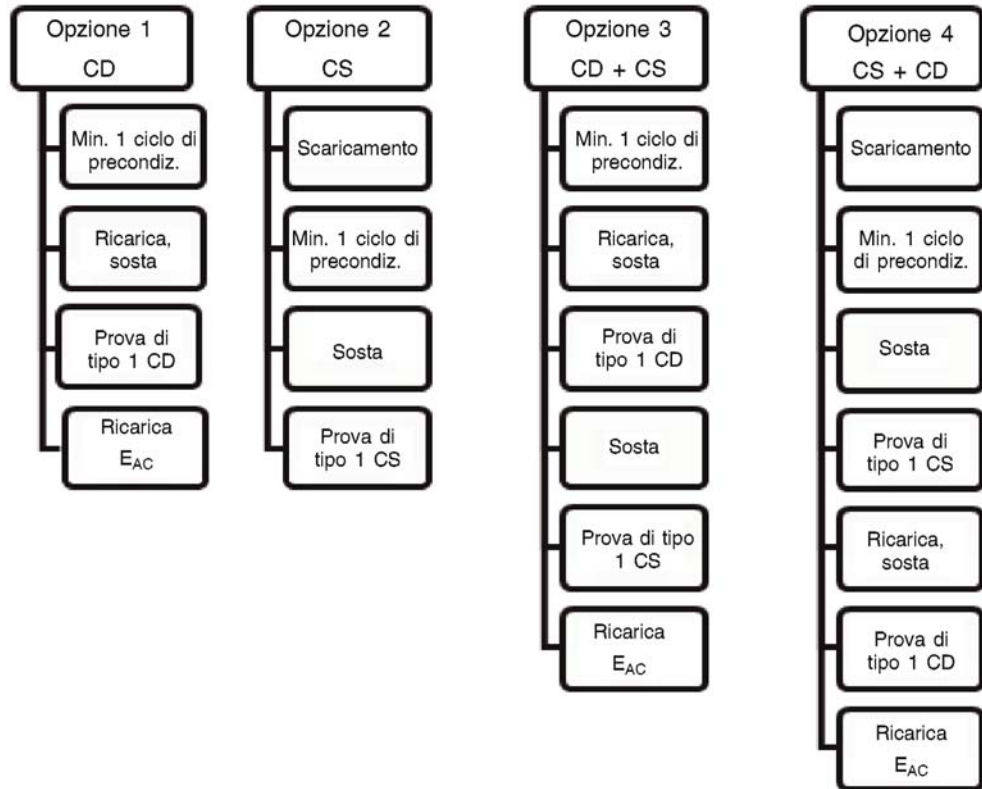 Opzione 1
CD
Min. 1 ciclo di
precondiz.
Ricarica,
sosta
Prova di
tipo 1 CD
Ricarica
EAC
Opzione 2
CS
Scaricamento
Min. 1 ciclo di
precondiz.
Sosta
Prova di
tipo 1 CS
Opzione 3
CD + CS
Min. 1 ciclo di
precondiz.
Ricarica,
sosta
Prova di
tipo 1 CD
Sosta
Prova di tipo
1 CS
Ricarica
EAC
Opzione 4
CS + CD
Scaricamento
Min. 1 ciclo
di precondiz.
Sosta
Prova di
tipo 1 CS
Ricarica,
sosta
Prova di
tipo 1 CD
Ricarica
EAC